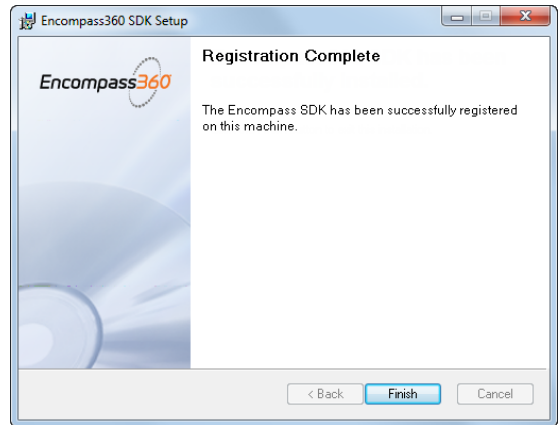 Encompass360 SDK Setup
Encompass360
Registration Complete
The Encompass SDK has been successfully registered
on this machine.
< Back
Finish
Cancel